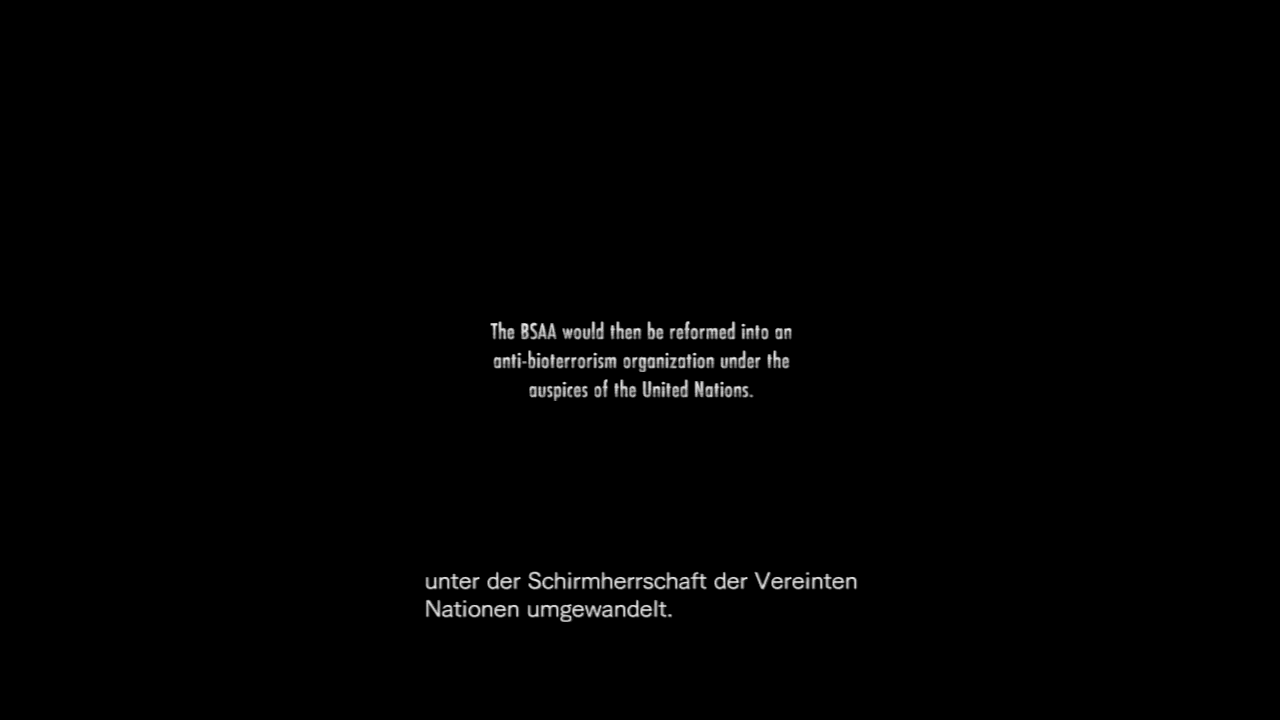 The BSAA would then be reformed into an
anti-bioterrorism organization under the
auspices of the United Nations.
unter der Schirmherrschaft der Vereinten
Nationen umgewandelt.